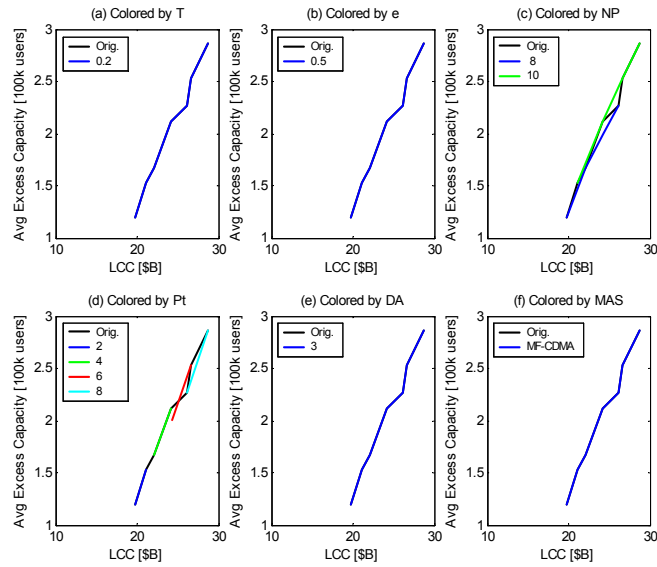 (a) Colored by T
(b) Colored by e
(c) Colored by NP
Avg Excess Capacity [100k users]
3
2.5
2
1.5
1
Orig.
0.2
10
20
30
LCC [$B]
Avg Excess Capacity [100k users]
3
2.5
2
1.5
1
Orig.
0.5
10
20
30
LCC [$B]
Avg Excess Capacity [100k users]
3
2.5
2
1.5
1
Orig.
8
10
10
20
30
LCC [$B]
(d) Colored by Pt
(e) Colored by DA
(f) Colored by MAS
Avg Excess Capacity [100k users]
3
2.5
2
1.5
1
Orig.
2
4
6
8
10
20
30
LCC [$B]
Avg Excess Capacity [100k users]
3
2.5
2
1.5
1
Orig.
3
10
20
30
LCC [$B]
Avg Excess Capacity [100k users]
3
2.5
2
1.5
1
Orig.
MF-CDMA
10
20
30
LCC [$B]